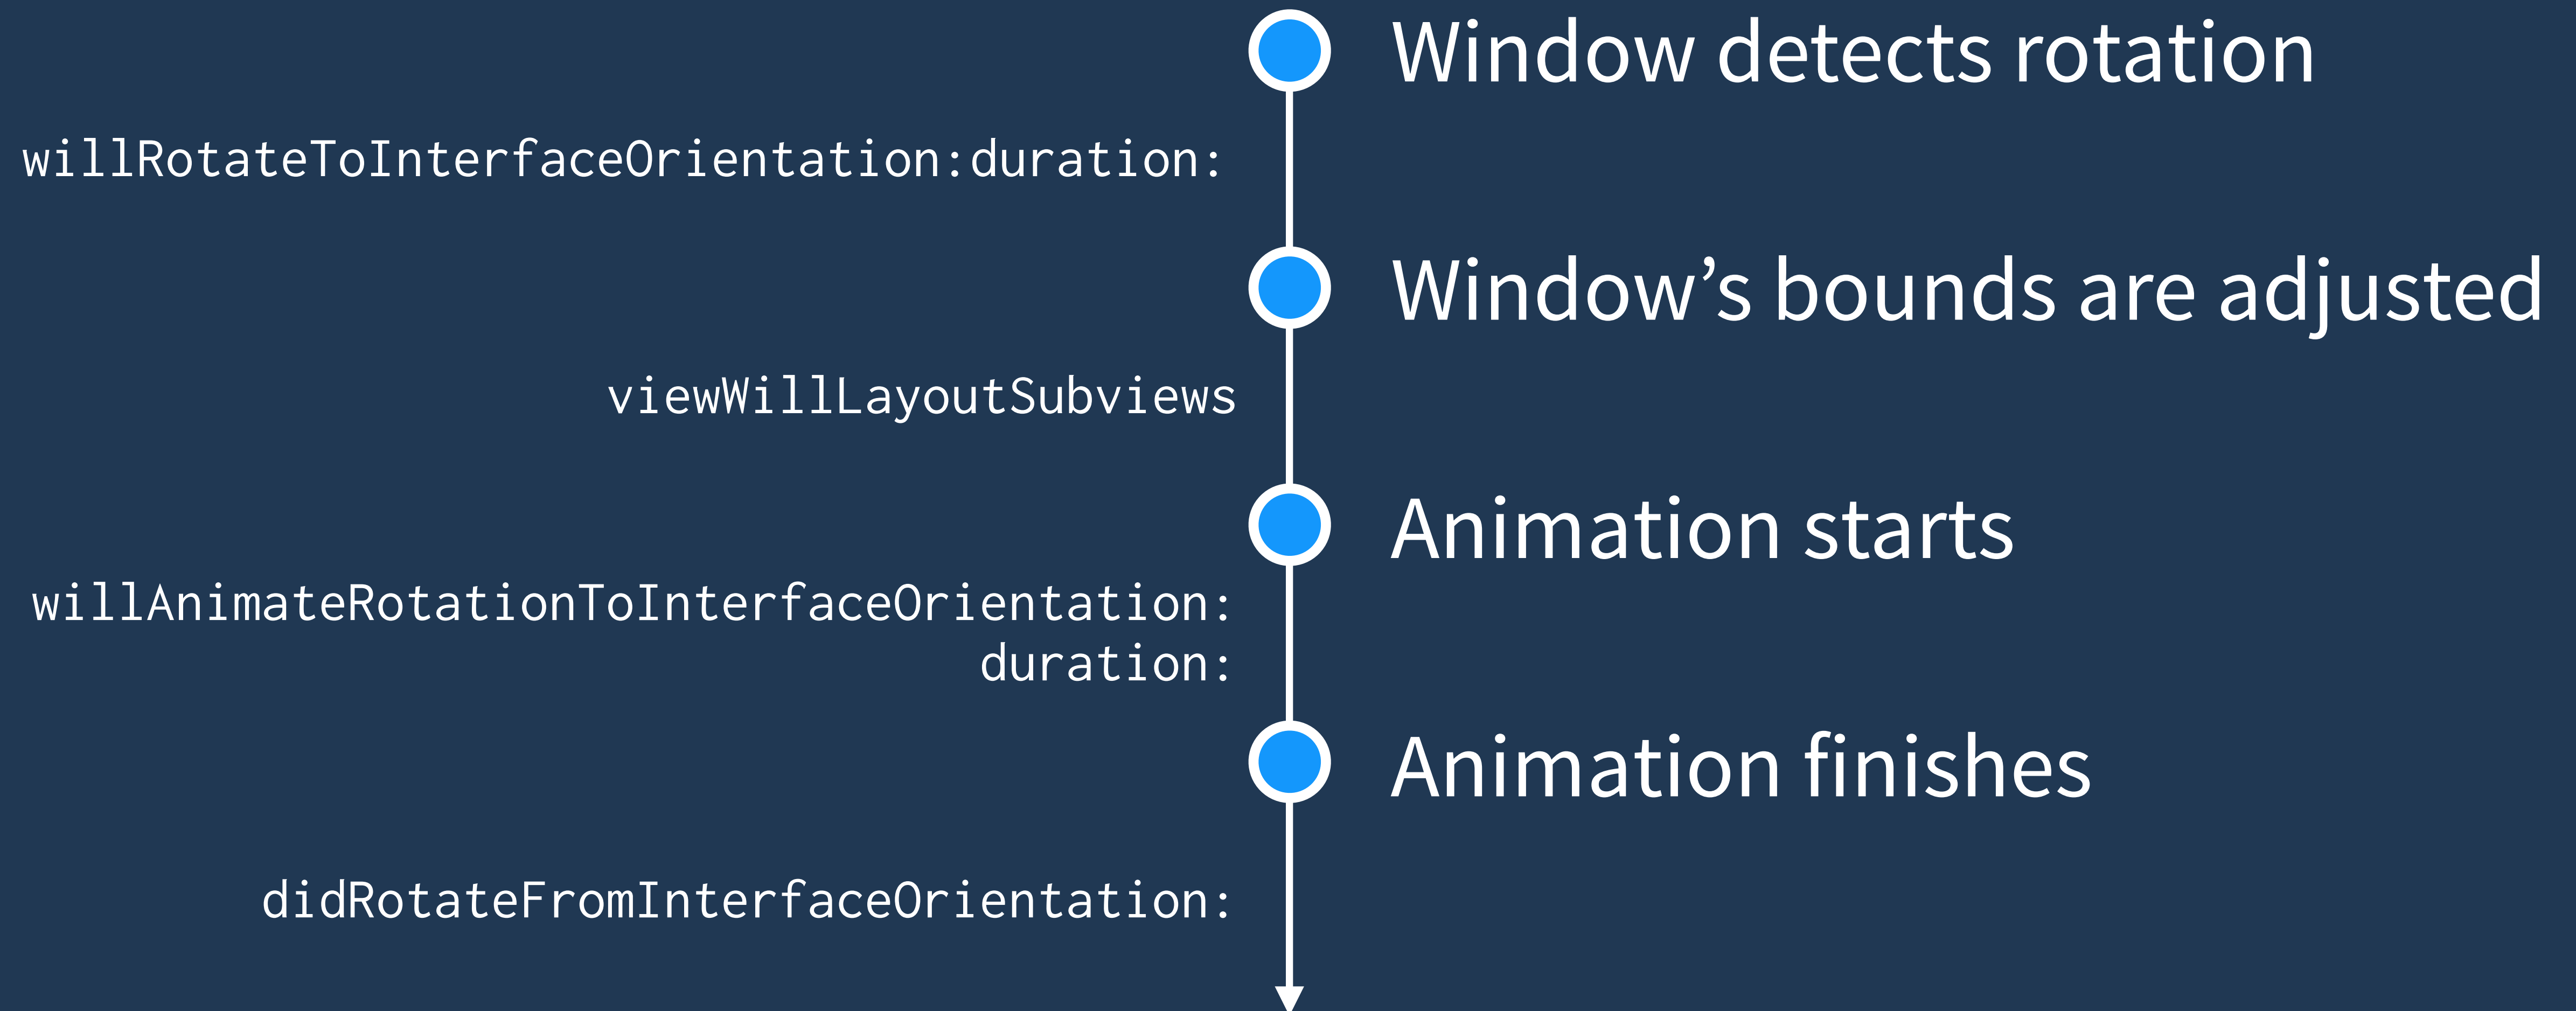 Window detects rotation
willRotateToInterfaceOrientation:duration:
Window’s bounds are adjusted
viewWillLayoutSubviews
Animation starts
willAnimateRotationToInterfaceOrientation:
duration:
Animation finishes
didRotateFromInterfaceOrientation: